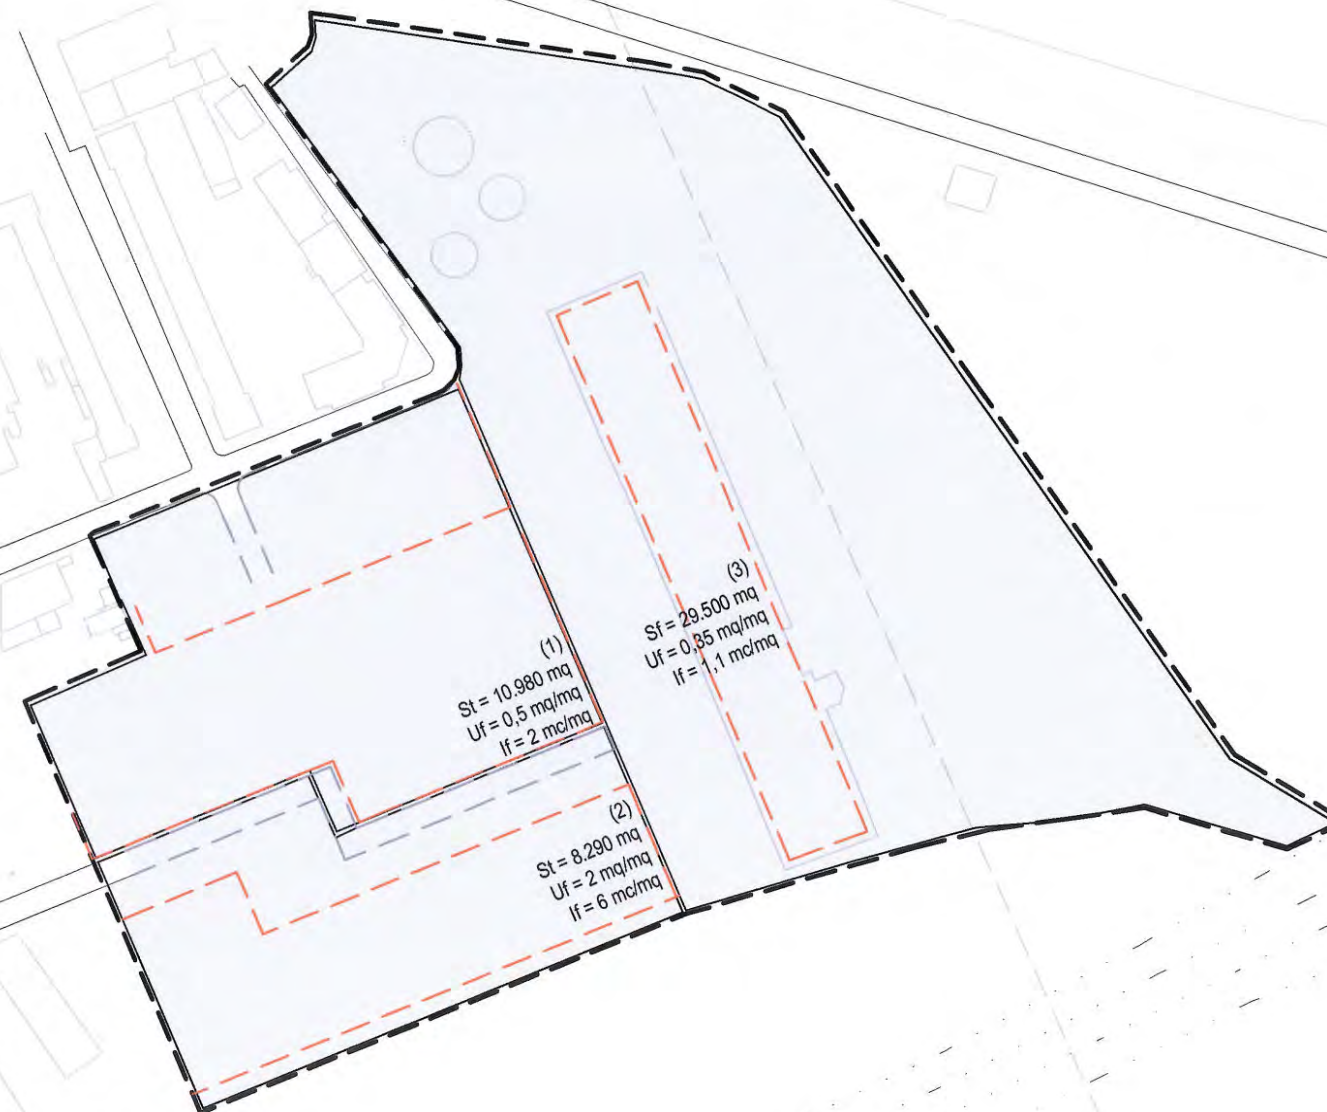 (1)
St = 10.980 mq
Uf = 0,5 mq/mq
If = 2 mc/mq
(2)
St = 8.290 mq
Uf = 2 mq/mq
If = 6 mc/mq
(3)
Sf = 29.500 mq
Uf = 0,35 mq/mq
If = 1,1 mc/mq